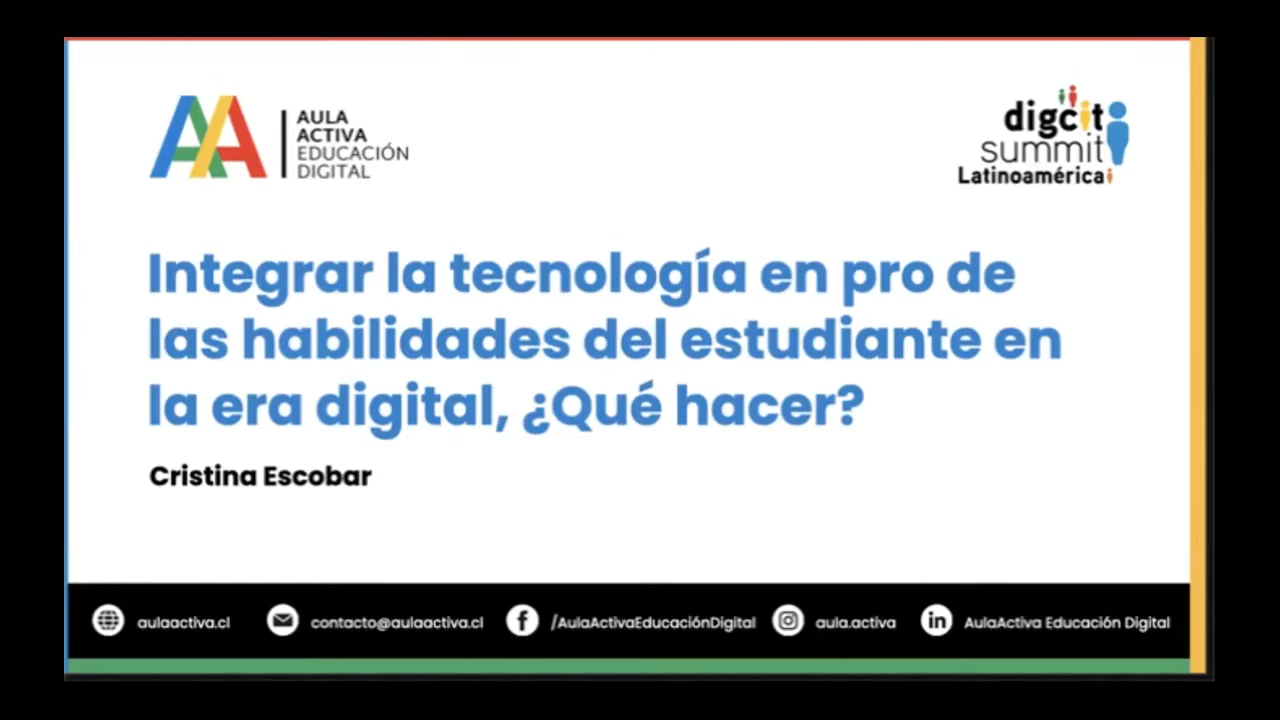 AULA
ACTIVA
EDUCACIÓN
DIGITAL
digcit
summit
Latinoamérica
Integrar la tecnología en pro de
las habilidades del estudiante en
la era digital, ¿Qué hacer?
Cristina Escobar
aulaactiva.cl
contacto@aulaactiva.cl
/AulaActivaEducaciónDigital
aula.activa
AulaActiva Educación Digital